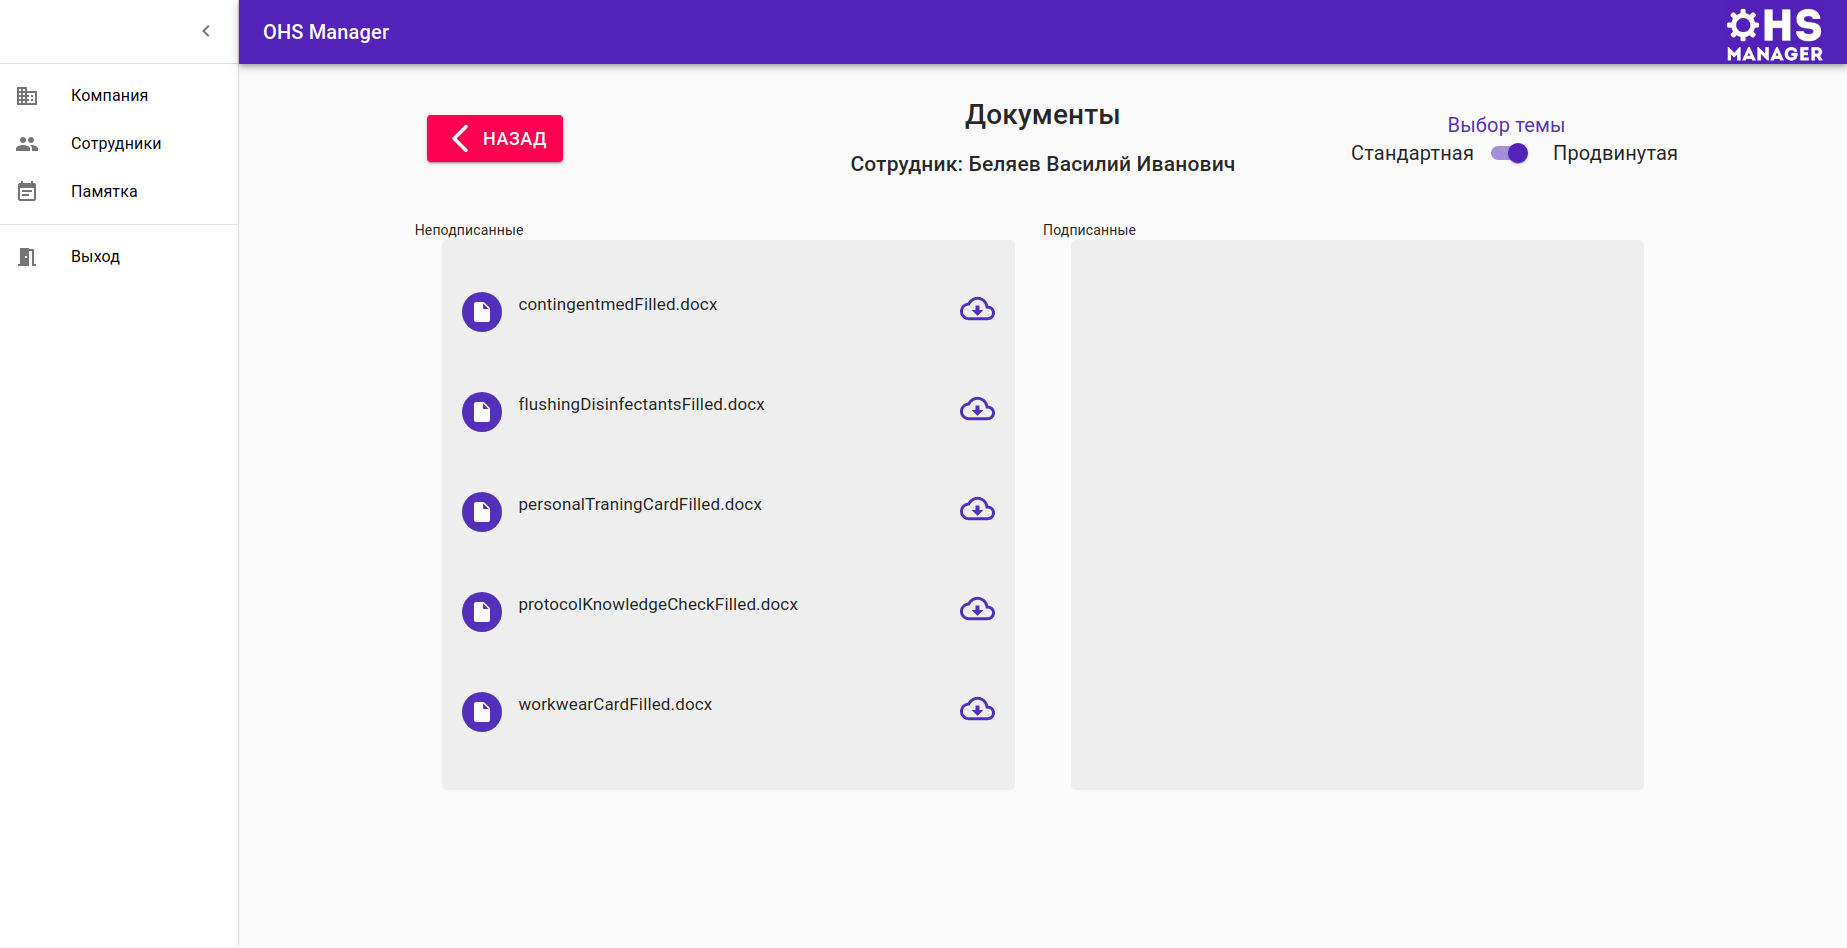 OHS Manager
OHS
MANAGER
Компания
Сотрудники
Памятка
Выход
НАЗАД
Документы
Сотрудник: Беляев Василий Иванович
Выбор темы
Стандартная Продвинутая
Неподписанные
contingentmedFilled.docx
flushingDisinfectantsFilled.docx
personalTraningCardFilled.docx
protocolKnowledgeCheckFilled.docx
workwearCardFilled.docx
Подписанные